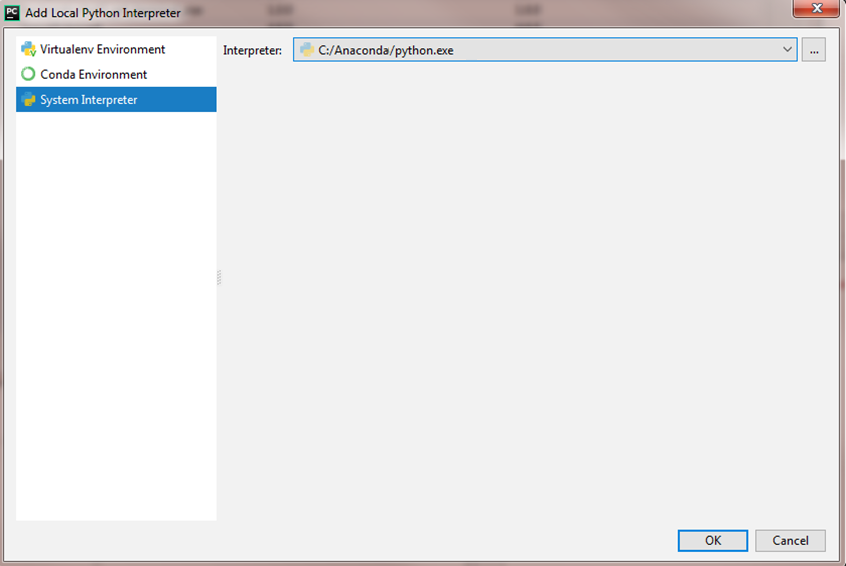 PC Add Local Python Interpreter
Virtualenv Environment
Conda Environment
System Interpreter
Interpreter: C:/Anaconda/python.exe ...
OK Cancel